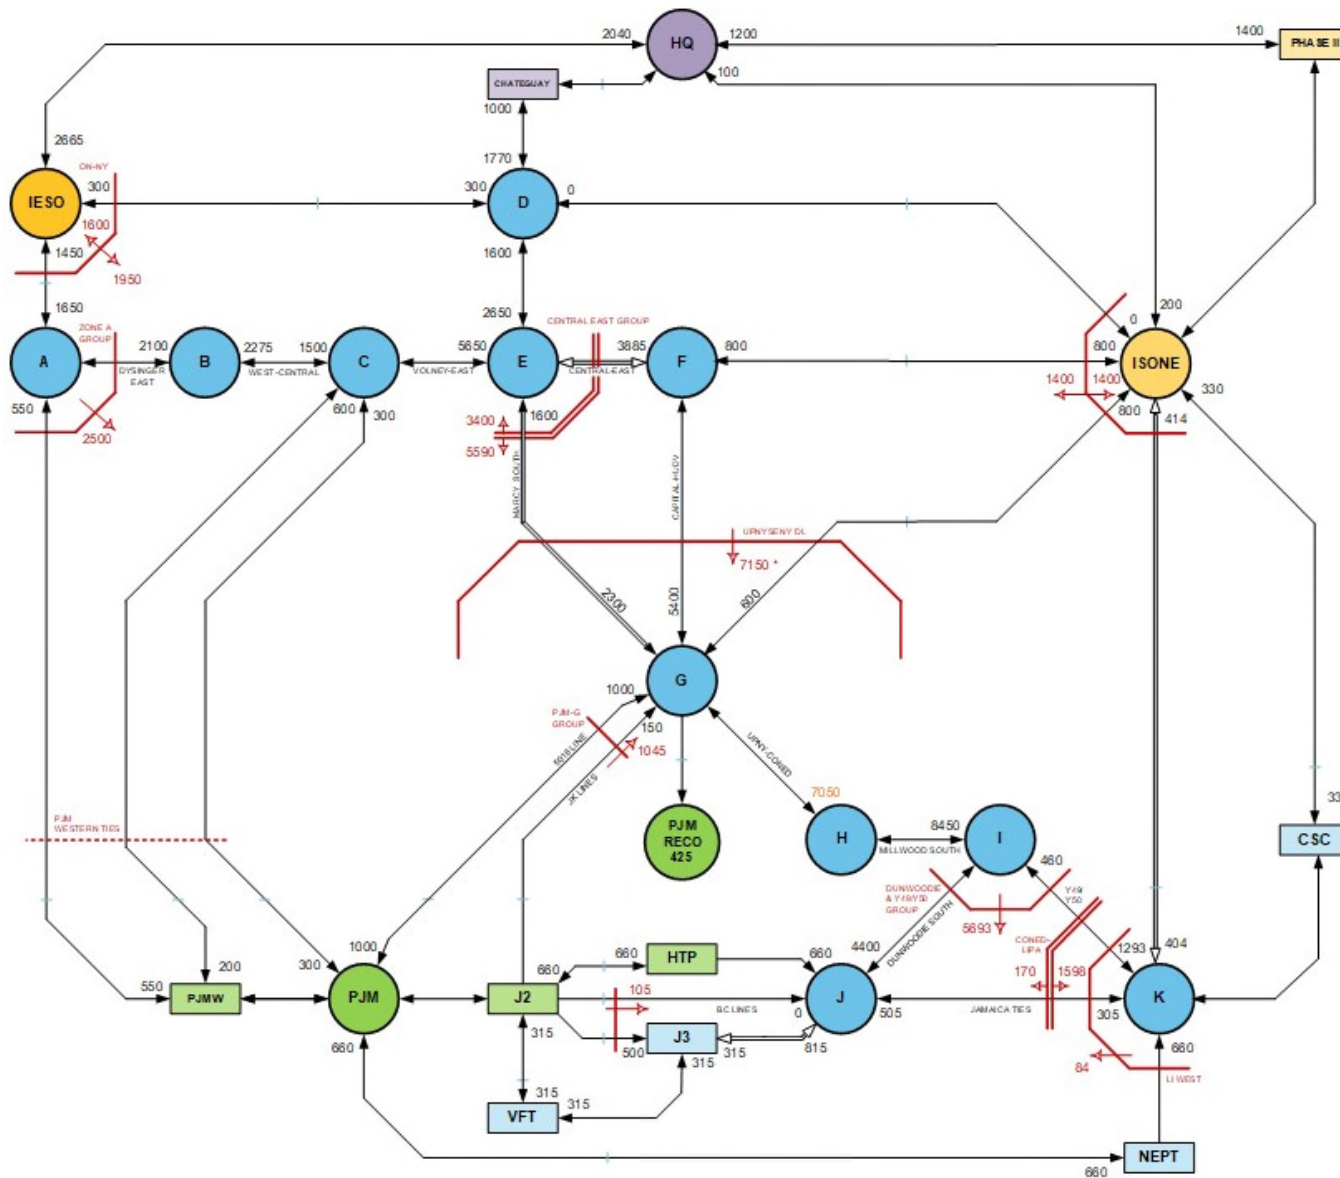 2040
HQ
1200
1400
PHASE II
100
CHATEGUAY
1000
2665
ON-NY
1770
IESO
300
300
D
0
1600
1450
1950
1600
1650
ZONE A
GROUP
2650
CENTRAL EAST GROUP
200
0
A
2100
DYSINGER
EAST
B
2275
1500
WEST-CENTRAL
C
5650
VOLNEY-EAST
E
3885
CENTRAL-EAST
F
800
800
ISONE
1400
1400
330
550
2500
600
300
3400
5590
1600
800
414
MARCY SOUTH
CAPITAL-HUDV
UPNYSENY DL
7150 *
2300
5400
600
G
1000
150
PJM-G
GROUP
1045
5018 LINE
JK LINES
UPNY-CONED
7050
PJM
WESTERN TIES
PJM
RECO
425
H
8450
MILLWOOD SOUTH
I
460
33
CSC
DUNWOODIE
& Y49Y50
GROUP
DUNWOODIE SOUTH
5693
Y49
Y50
CONED-
LIPA
1000
200
300
660
HTP
660
4400
1293
404
170
1598
550
PJMW
PJM
J2
660
105
BC LINES
0
J
505
JAMAICA TIES
305
K
660
315
500
J3
315
815
84
LI WEST
660
315
315
315
VFT
NEPT
660